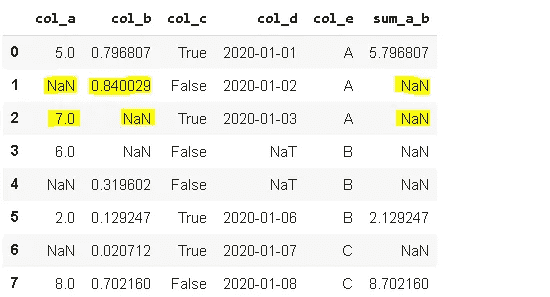 col_a col_b col_c col_d col_e sum_a_b
0 5.0 0.796807 True 2020-01-01 A 5.796807
1 NaN 0.840029 False 2020-01-02 A NaN
2 7.0 NaN True 2020-01-03 A NaN
3 6.0 NaN False NaT B NaN
4 NaN 0.319602 False NaT B NaN
5 2.0 0.129247 True 2020-01-06 B 2.129247
6 NaN 0.020712 True 2020-01-07 C NaN
7 8.0 0.702160 False 2020-01-08 C 8.702160